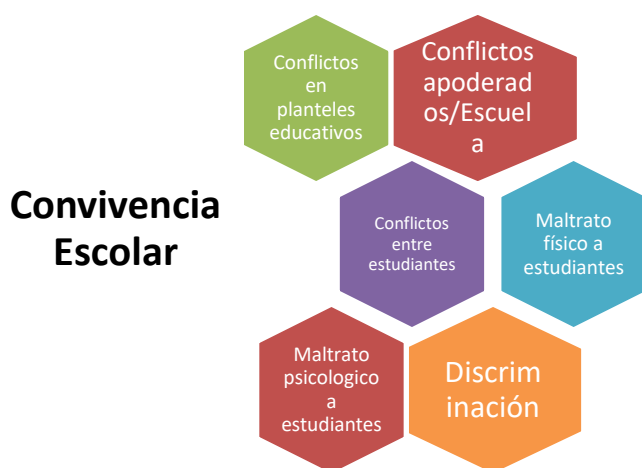 Convivencia
Escolar
Conflictos
en
planteles
educativos
Conflictos
apoderad
os/Escuel
a
Conflictos
entre
estudiantes
Maltrato
físico a
estudiantes
Maltrato
psicologico
a
estudiantes
Discrim
inación